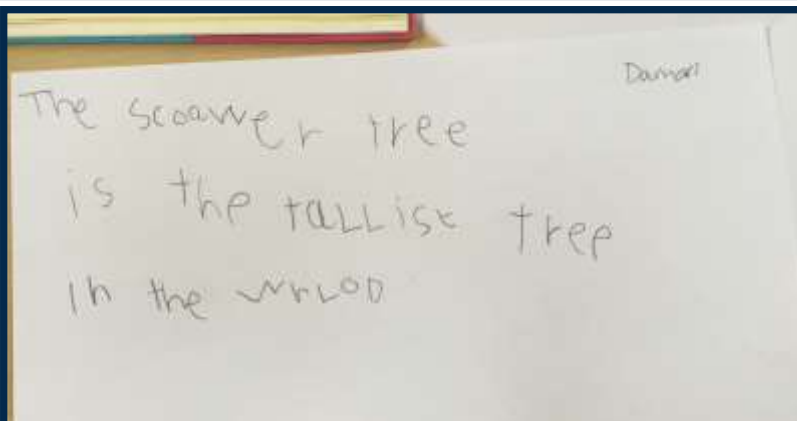 Damari
The scoawer tree
is the tallist tree
in the wrlOD